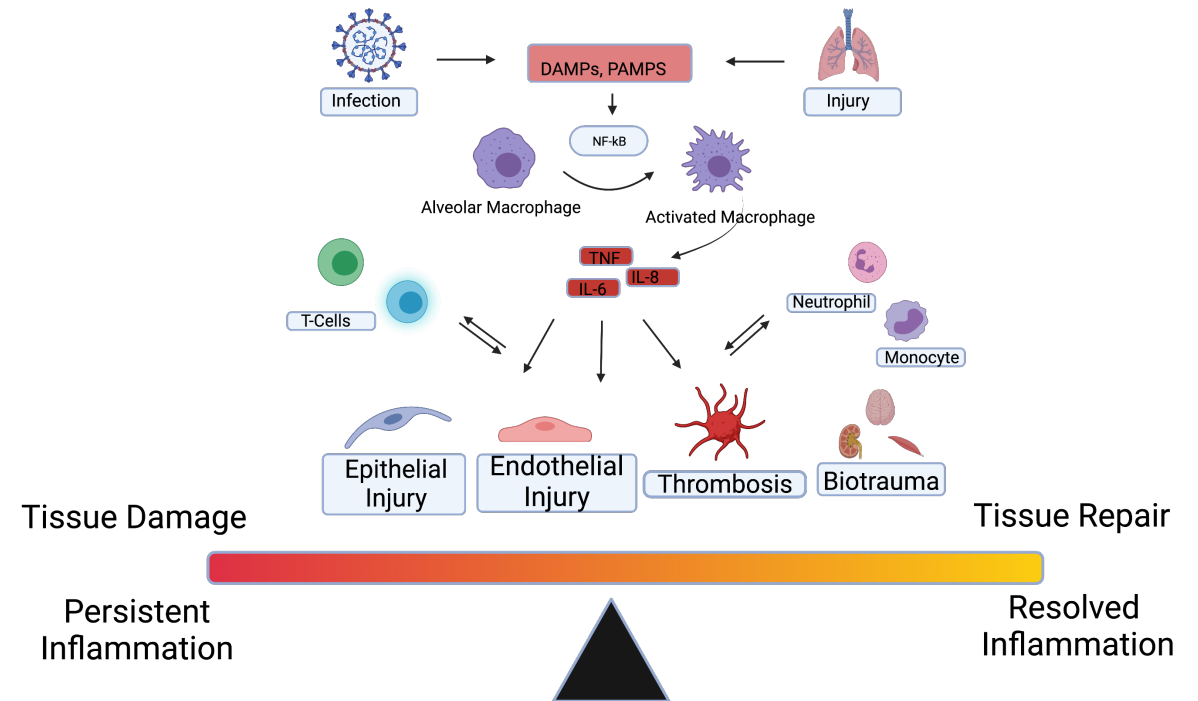 DAMPs, PAMPS
Infection
Injury
NF-kB
Alveolar Macrophage
Activated Macrophage
TNF
IL-8
IL-6
T-Cells
Neutrophil
Monocyte
Epithelial
Injury
Endothelial
Injury
Thrombosis
Biotrauma
Tissue Damage
Tissue Repair
Persistent
Inflammation
Resolved
Inflammation